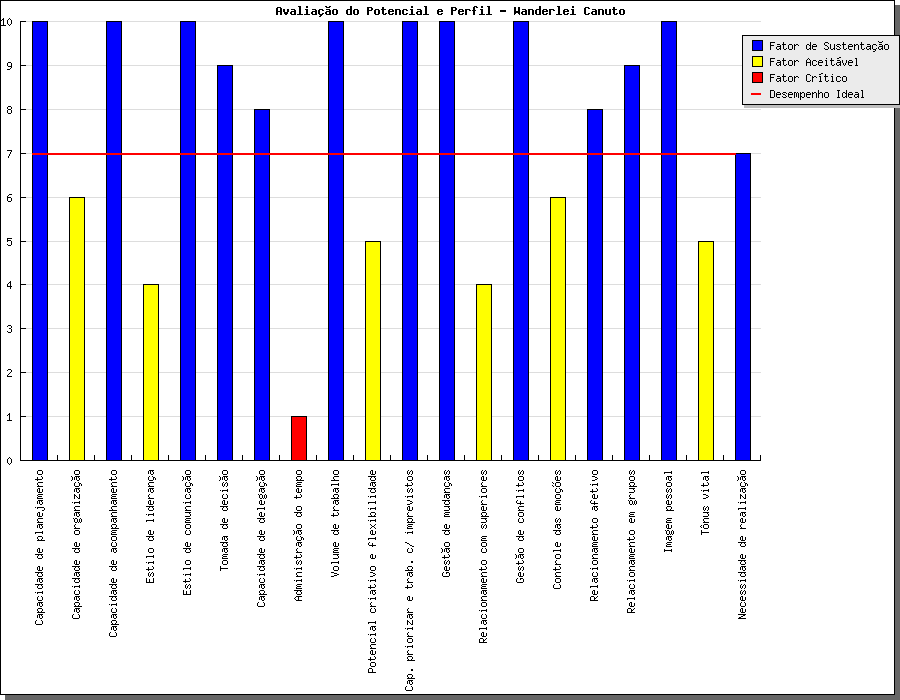 Avaliação do Potencial e Perfil - Wanderlei Canuto
Fator de Sustentação
Fator Aceitável
Fator Crítico
Desempenho Ideal
10
9
8
7
6
5
4
3
2
1
0
Capacidade de planejamento
Capacidade de organização
Capacidade de acompanhamento
Estilo de liderança
Estilo de comunicação
Tomada de decisão
Capacidade de delegação
Administração do tempo
Volume de trabalho
Potencial criativo e flexibilidade
Cap. priorizar e trab. c/ imprevistos
Gestão de mudanças
Relacionamento com superiores
Gestão de conflitos
Controle das emoções
Relacionamento afetivo
Relacionamento em grupos
Imagem pessoal
Tônus vital
Necessidade de realização